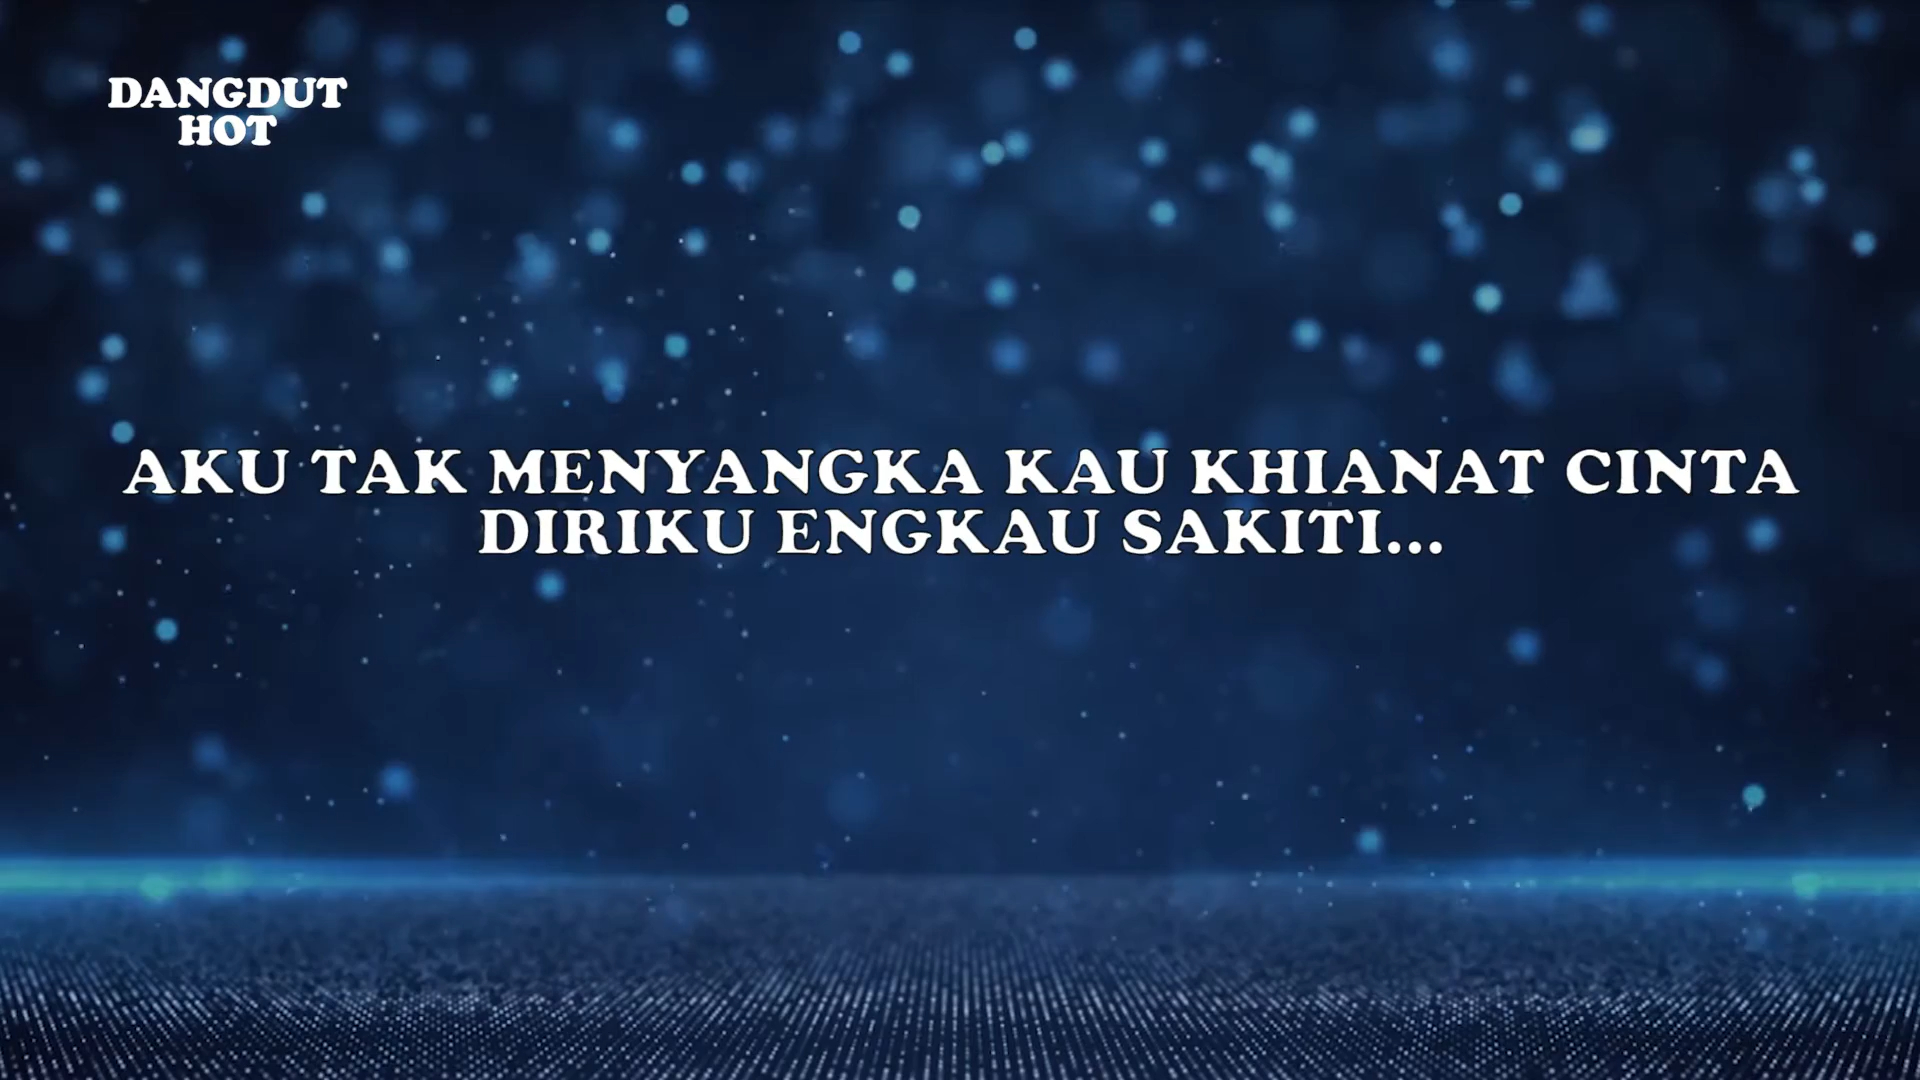 DANGDUT
HOT
AKU TAK MENYANGKA KAU KHIANAT CINTA
DIRIKU ENGKAU SAKITI...